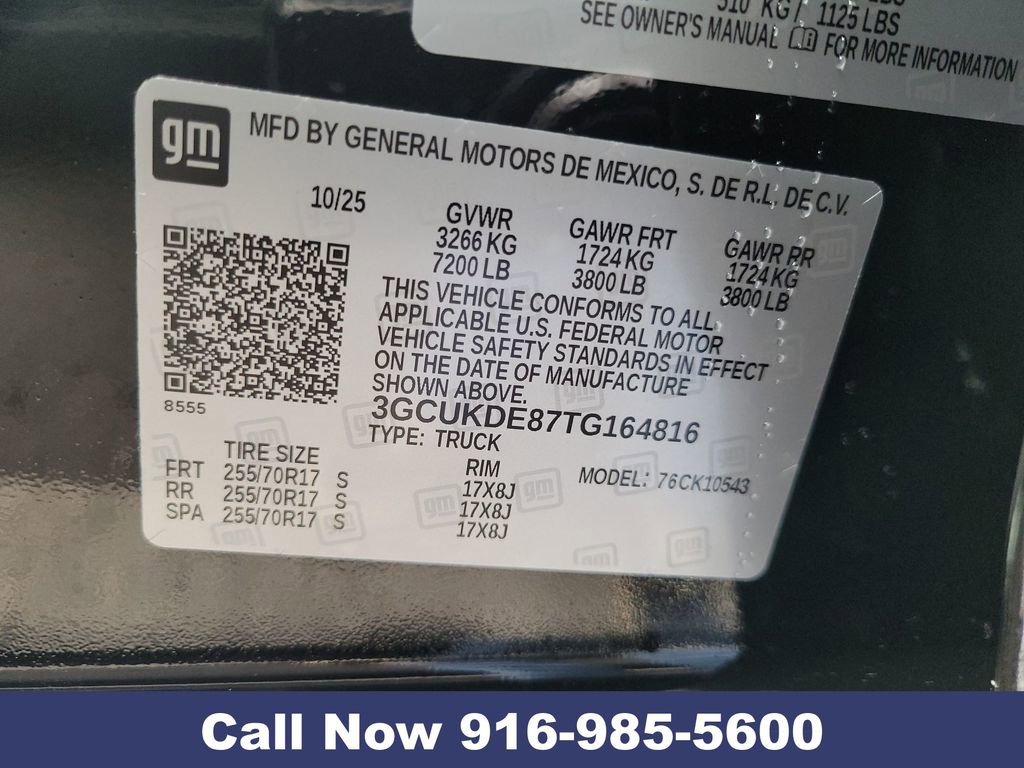 510 KG / 1125 LBS
SEE OWNER'S MANUAL FOR MORE INFORMATION
gm
MFD BY GENERAL MOTORS DE MEXICO, S. DE R.L. DE C.V.
10/25
GVWR GAWR FRT GAWR RR
3266 KG 1724 KG 1724 KG
7200 LB 3800 LB 3800 LB
THIS VEHICLE CONFORMS TO ALL
APPLICABLE U.S. FEDERAL MOTOR
VEHICLE SAFETY STANDARDS IN EFFECT
ON THE DATE OF MANUFACTURE
SHOWN ABOVE.
8555
3GCUKDE87TG164816
TYPE: TRUCK
TIRE SIZE RIM MODEL: 76CK10543
FRT 255/70R17 S 17X8J
RR 255/70R17 S 17X8J
SPA 255/70R17 S 17X8J
Call Now 916-985-5600